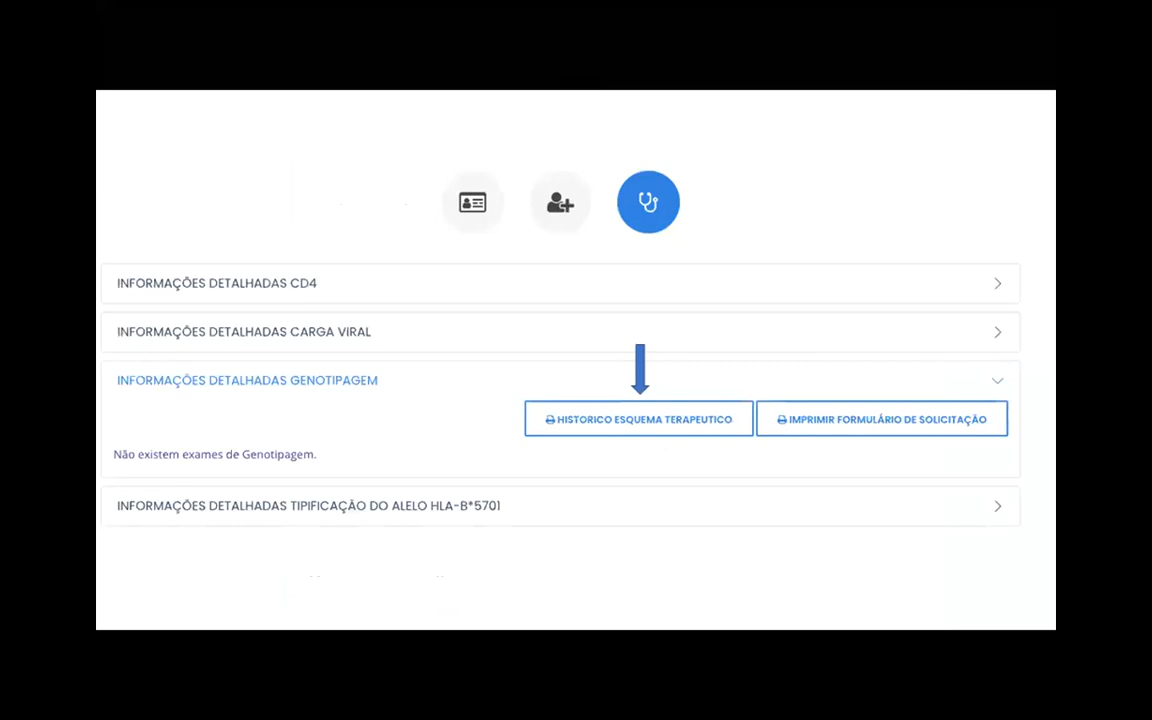 INFORMAÇÕES DETALHADAS CD4
INFORMAÇÕES DETALHADAS CARGA VIRAL
INFORMAÇÕES DETALHADAS GENOTIPAGEM
HISTORICO ESQUEMA TERAPEUTICO
IMPRIMIR FORMULÁRIO DE SOLICITAÇÃO
Não existem exames de Genotipagem.
INFORMAÇÕES DETALHADAS TIPIFICAÇÃO DO ALELO HLA-B*5701